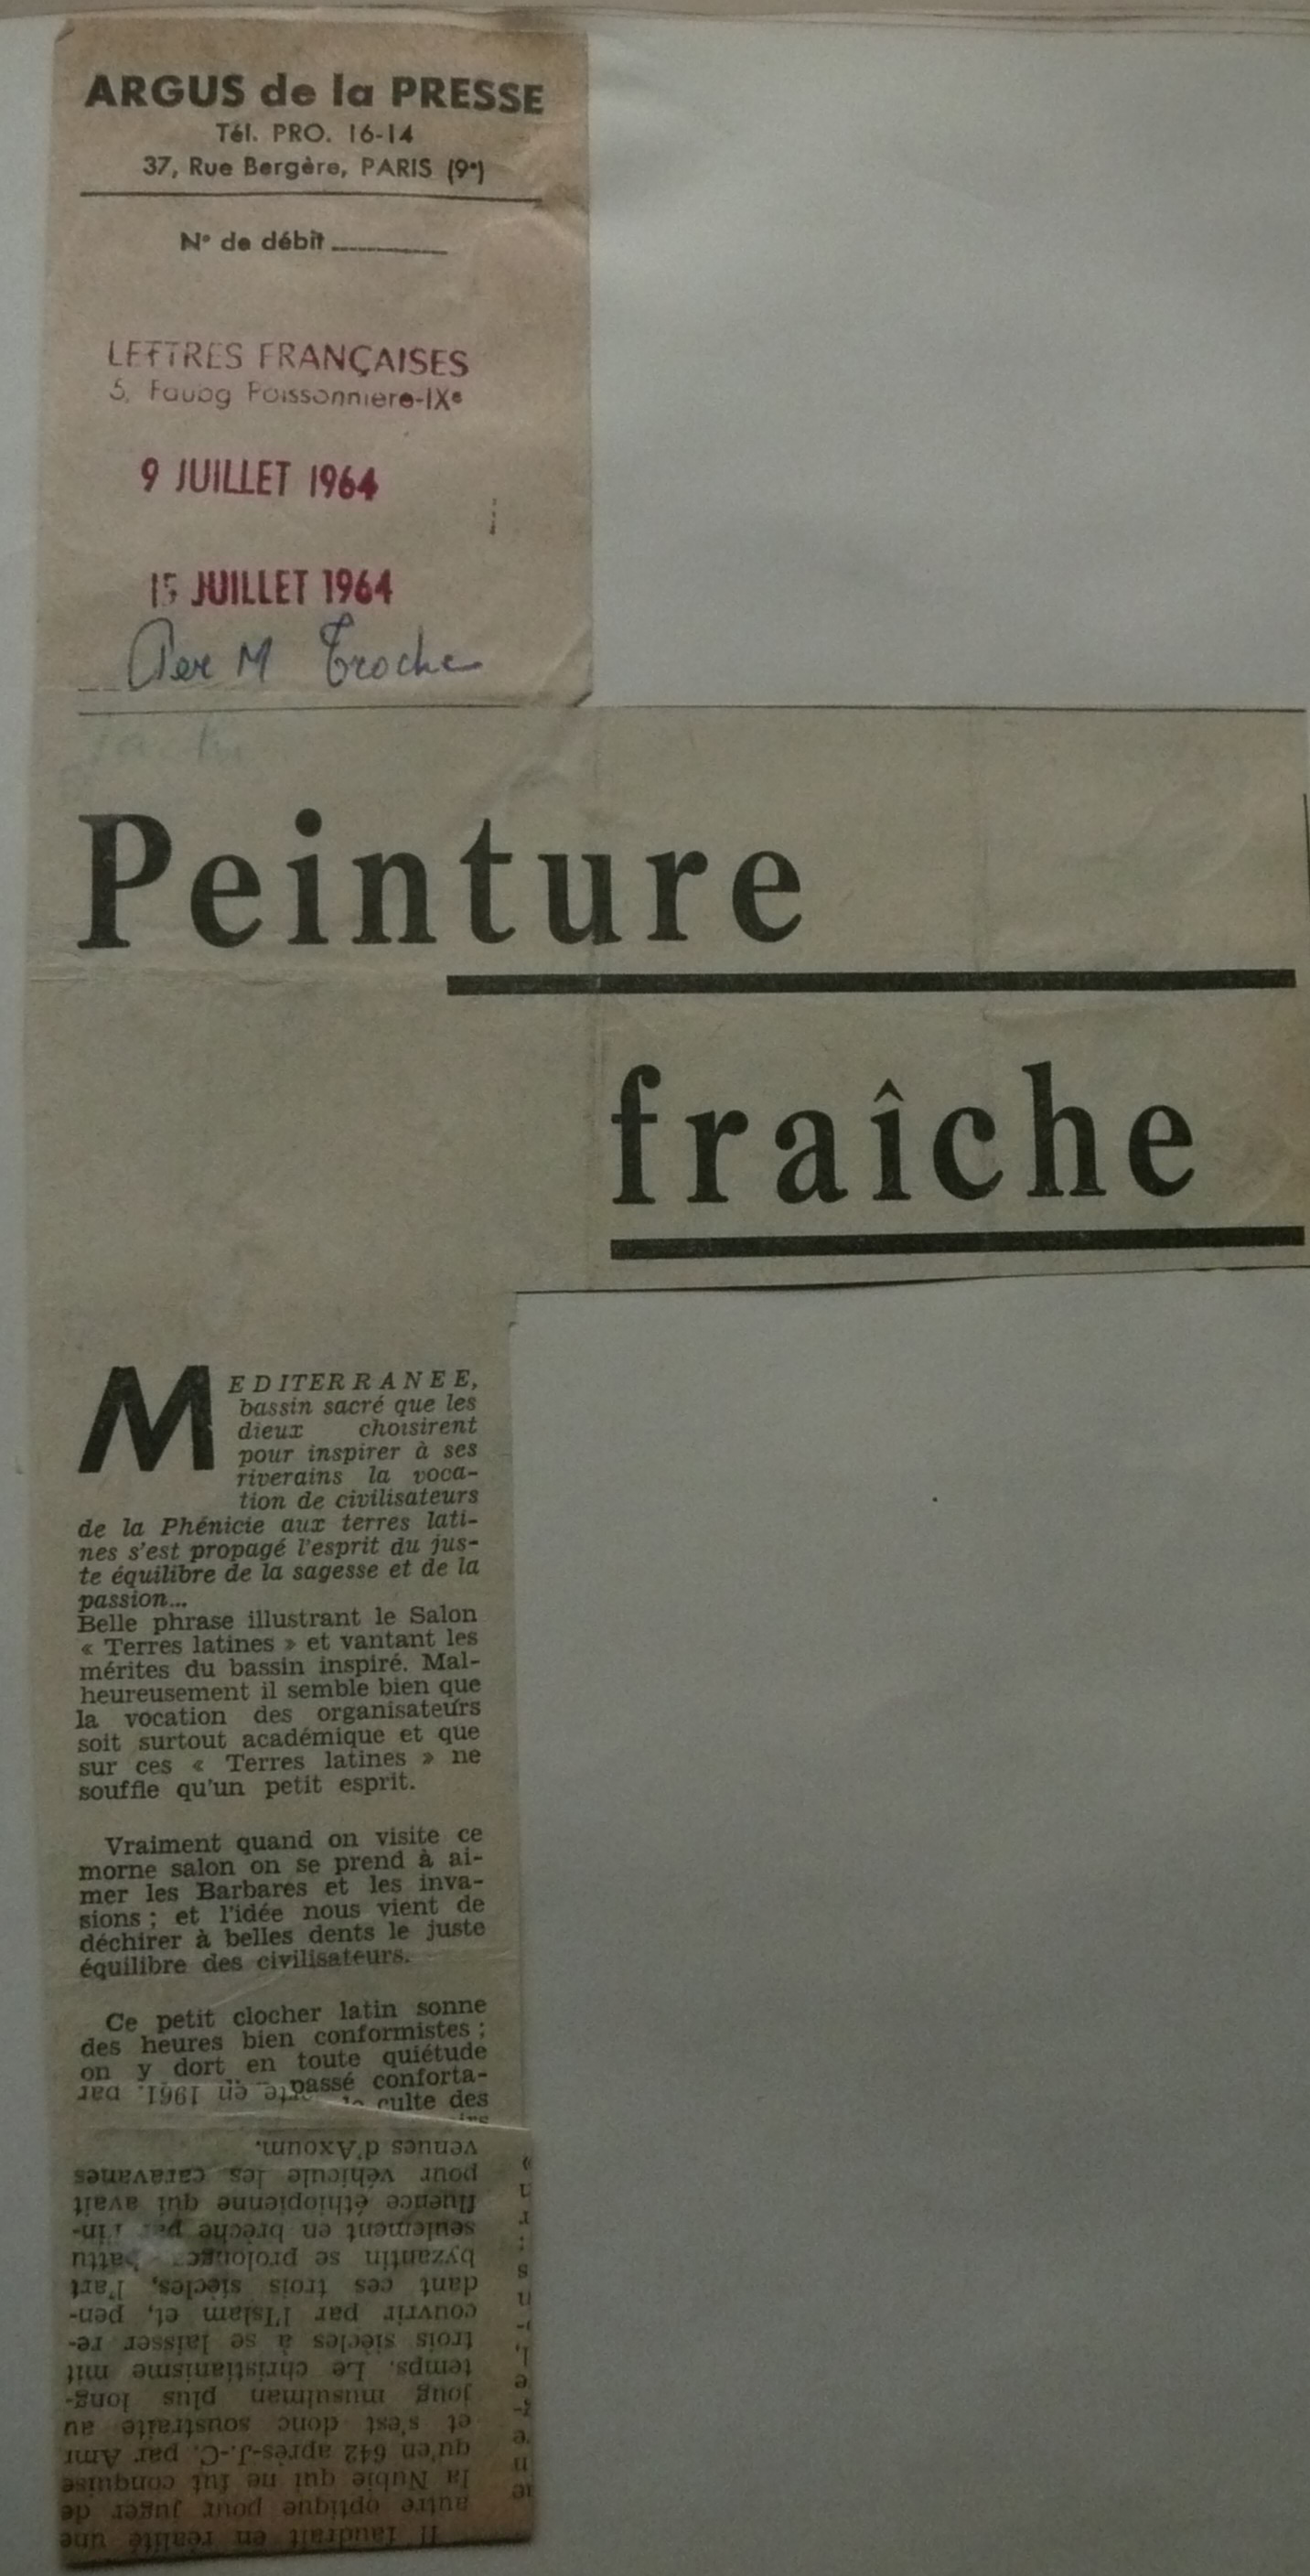 ARGUS de la PRESSE
Tél. PRO. 16-14
37, Rue Bergère, PARIS (9e)
N° de débit
LETTRES FRANÇAISES
5, Faubg Poissonniere-IXe
9 JUILLET 1964
15 JUILLET 1964
Per M Troche
Peinture
fraîche
MEDITERRANEE,
bassin sacré que les
dieux choisirent
pour inspirer à ses
riverains la voca-
tion de civilisateurs
de la Phénicie aux terres lati-
nes s'est propagé l'esprit du jus-
te équilibre de la sagesse et de la
passion...
Belle phrase illustrant le Salon
« Terres latines » et vantant les
mérites du bassin inspiré. Mal-
heureusement il semble bien que
la vocation des organisateurs
soit surtout académique et que
sur ces « Terres latines » ne
souffle qu'un petit esprit.
Vraiment quand on visite ce
morne salon on se prend à ai-
mer les Barbares et les inva-
sions ; et l'idée nous vient de
déchirer à belles dents le juste
équilibre des civilisateurs.
Ce petit clocher latin sonne
des heures bien conformistes ;
on y dort en toute quiétude
passé conforta-
culte des
Il faudrait en réalité une
autre optique pour juger de
la Nubie qui ne fut conquise
qu'en 642 après-J.-C. par Amr
et s'est donc soustraite au
joug musulman plus long-
temps. Le christianisme mit
trois siècles à se laisser re-
couvrir par l'Islam et, pen-
dant ces trois siècles, l'art
byzantin se prolongea battu
seulement en brèche par l'in-
fluence éthiopienne qui avait
pour véhicule les caravanes
venues d'Axoum.
en 1961, par